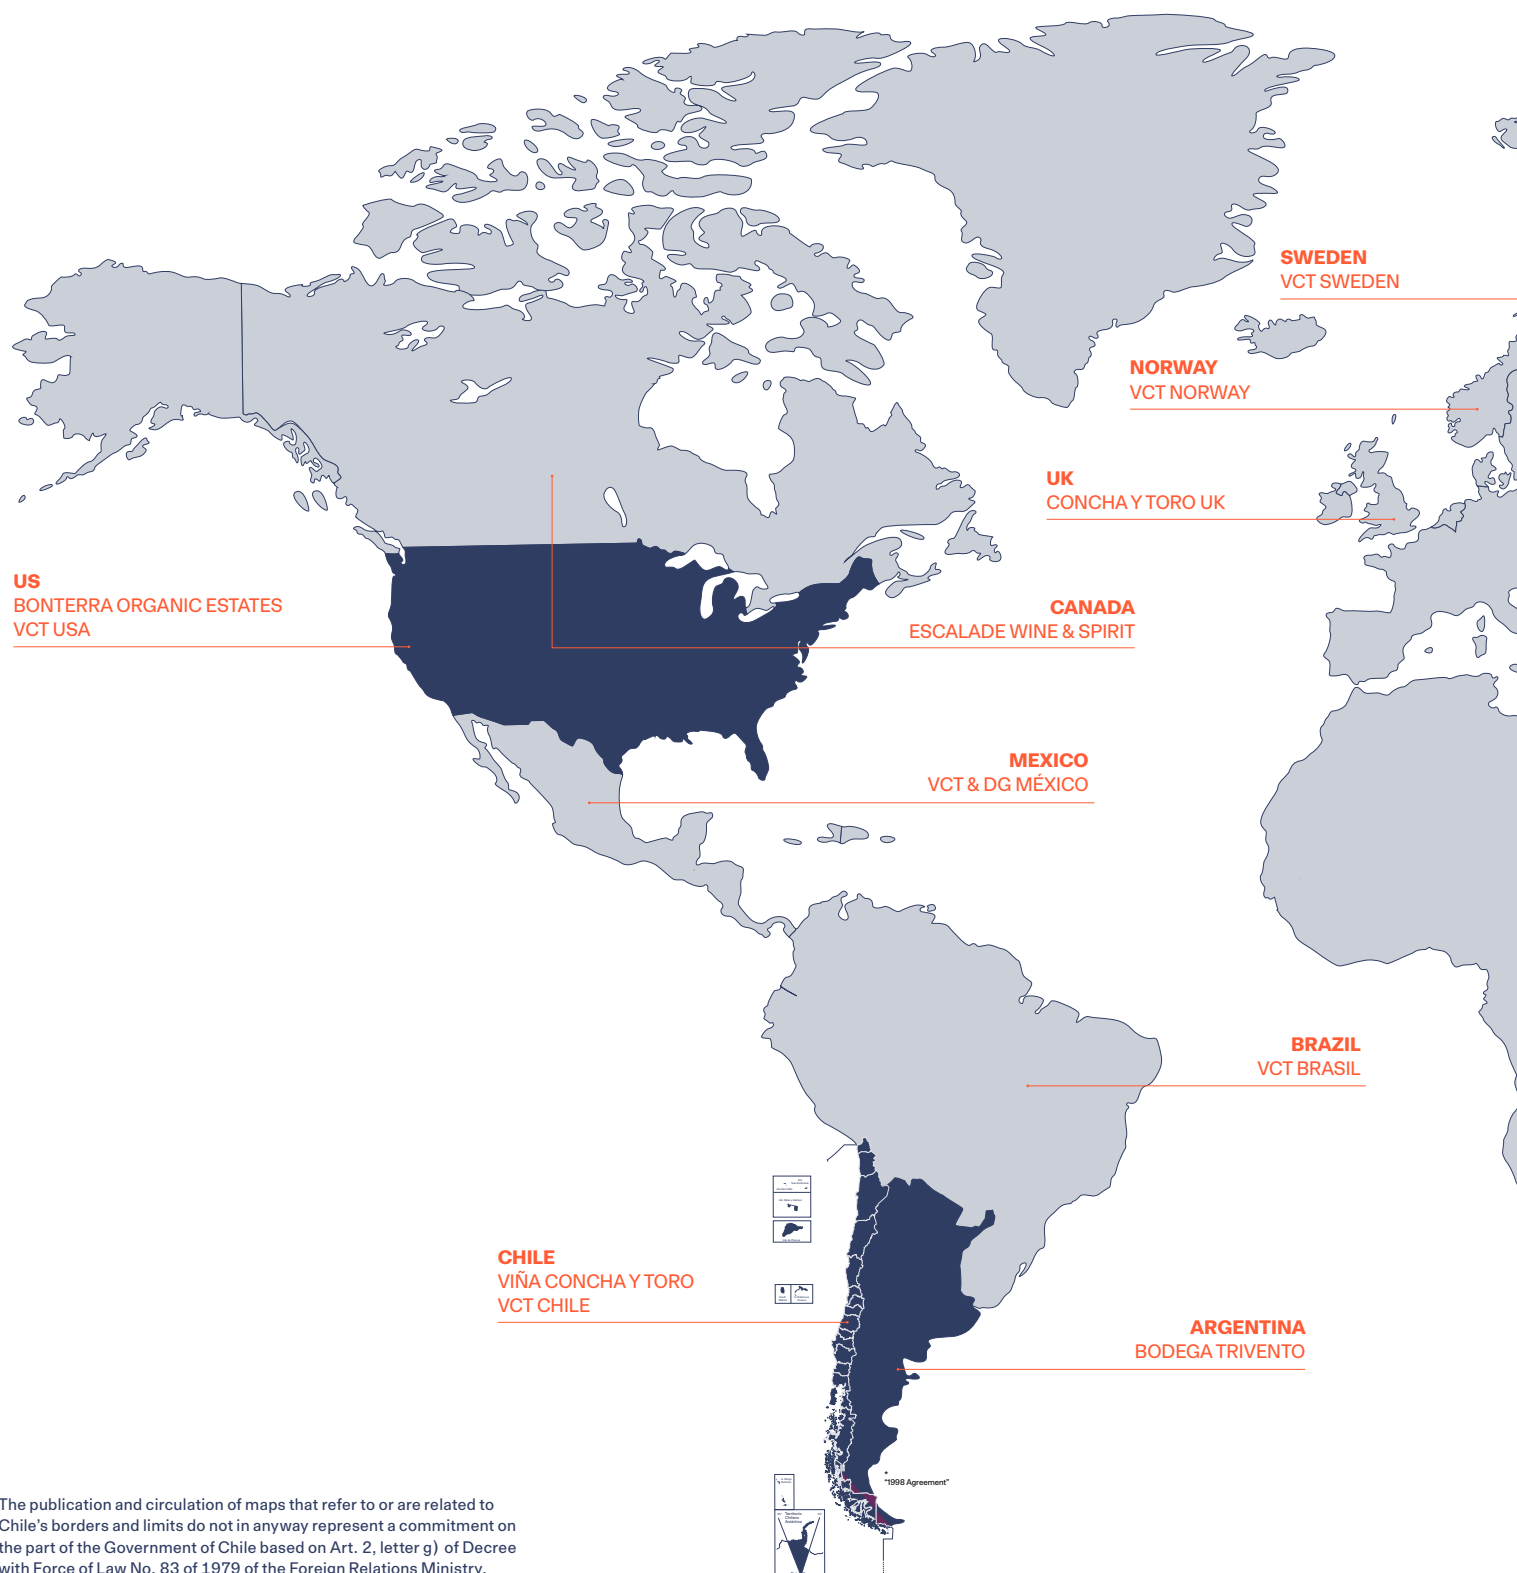 SWEDEN
VCT SWEDEN
NORWAY
VCT NORWAY
UK
CONCHA Y TORO UK
US
BONTERRA ORGANIC ESTATES
VCT USA
CANADA
ESCALADE WINE & SPIRIT
MEXICO
VCT & DG MÉXICO
BRAZIL
VCT BRASIL
CHILE
VIÑA CONCHA Y TORO
VCT CHILE
ARGENTINA
BODEGA TRIVENTO
"1998 Agreement"
Territorio
Chileno
Antártico
The publication and circulation of maps that refer to or are related to
Chile's borders and limits do not in anyway represent a commitment on
the part of the Government of Chile based on Art. 2, letter g) of Decree
with Force of Law No. 83 of 1979 of the Foreign Relations Ministry.